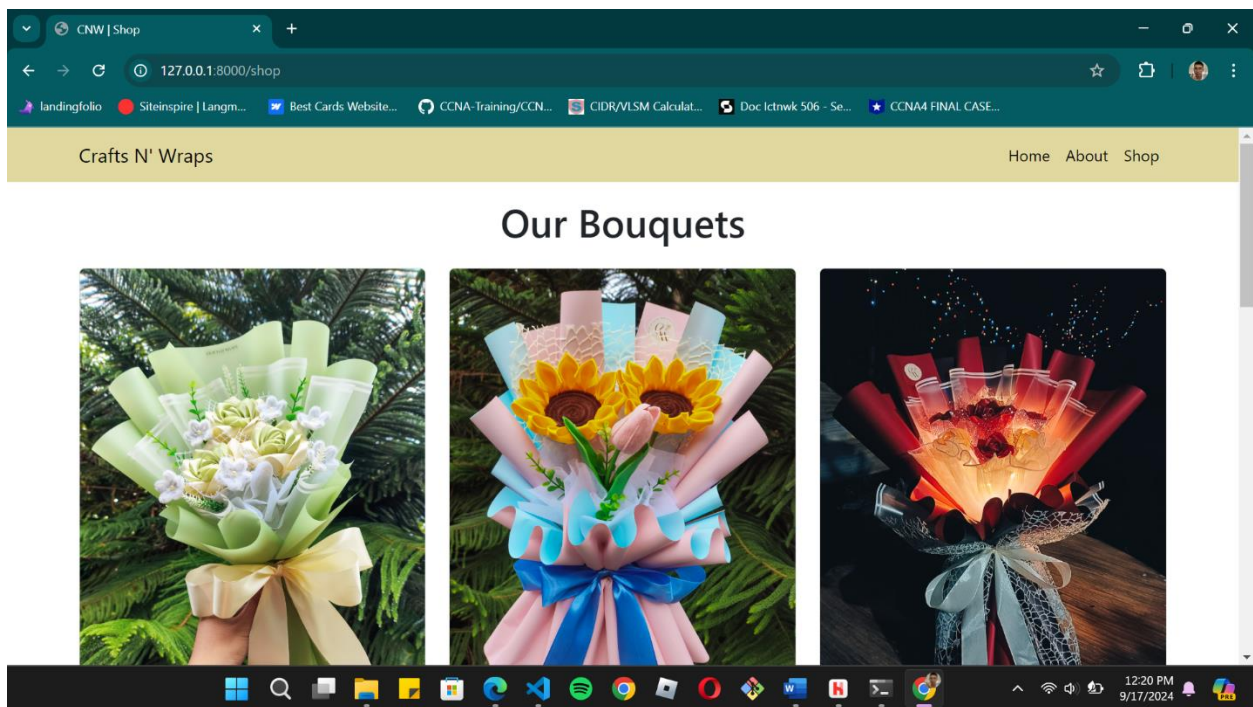 CNW | Shop
127.0.0.1:8000/shop
landingfolio
Siteinspire | Langm...
Best Cards Website...
CCNA-Training/CCN...
CIDR/VLSM Calculat...
Doc Ictnwk 506 - Se...
CCNA4 FINAL CASE...
Crafts N' Wraps
Home About Shop
Our Bouquets
12:20 PM
9/17/2024
PRE